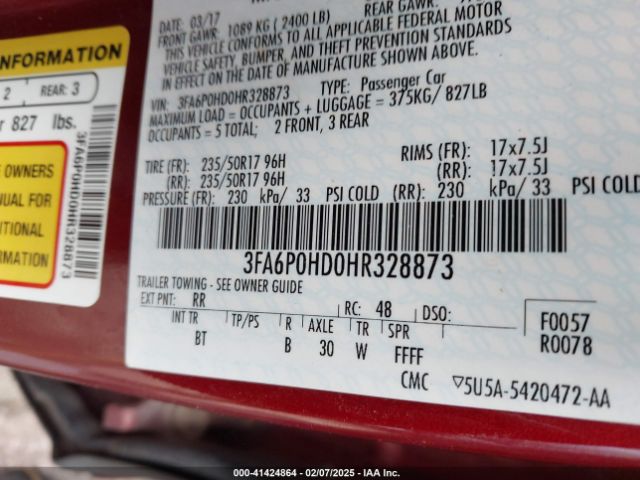 DATE: 03/17
REAR GAWR:
FRONT GAWR: 1089 KG ( 2400 LB)
THIS VEHICLE CONFORMS TO ALL APPLICABLE FEDERAL MOTOR
VEHICLE SAFETY, BUMPER, AND THEFT PREVENTION STANDARDS
IN EFFECT ON THE DATE OF MANUFACTURE SHOWN ABOVE.
VIN: 3FA6P0HD0HR328873 TYPE: Passenger Car
MAXIMUM LOAD = OCCUPANTS + LUGGAGE = 375KG/ 827LB
OCCUPANTS = 5 TOTAL; 2 FRONT, 3 REAR
TIRE (FR): 235/50R17 96H RIMS (FR): 17x7.5J
(RR): 235/50R17 96H (RR): 17x7.5J
PRESSURE (FR): 230 kPa/ 33 PSI COLD (RR): 230 kPa/ 33 PSI COLD
3FA6P0HD0HR328873
TRAILER TOWING - SEE OWNER GUIDE
EXT PNT: RR RC: 48 DSO:
INT TR TP/PS R AXLE TR SPR
BT B 30 W FFFF
F0057
R0078
CMC ▽5U5A-5420472-AA
INFORMATION
2 REAR: 3
827 lbs.
OWNERS
MANUAL FOR
INFORMATION
3FA6P0HD0HR328873
000-41424864 - 02/07/2025 - IAA Inc.